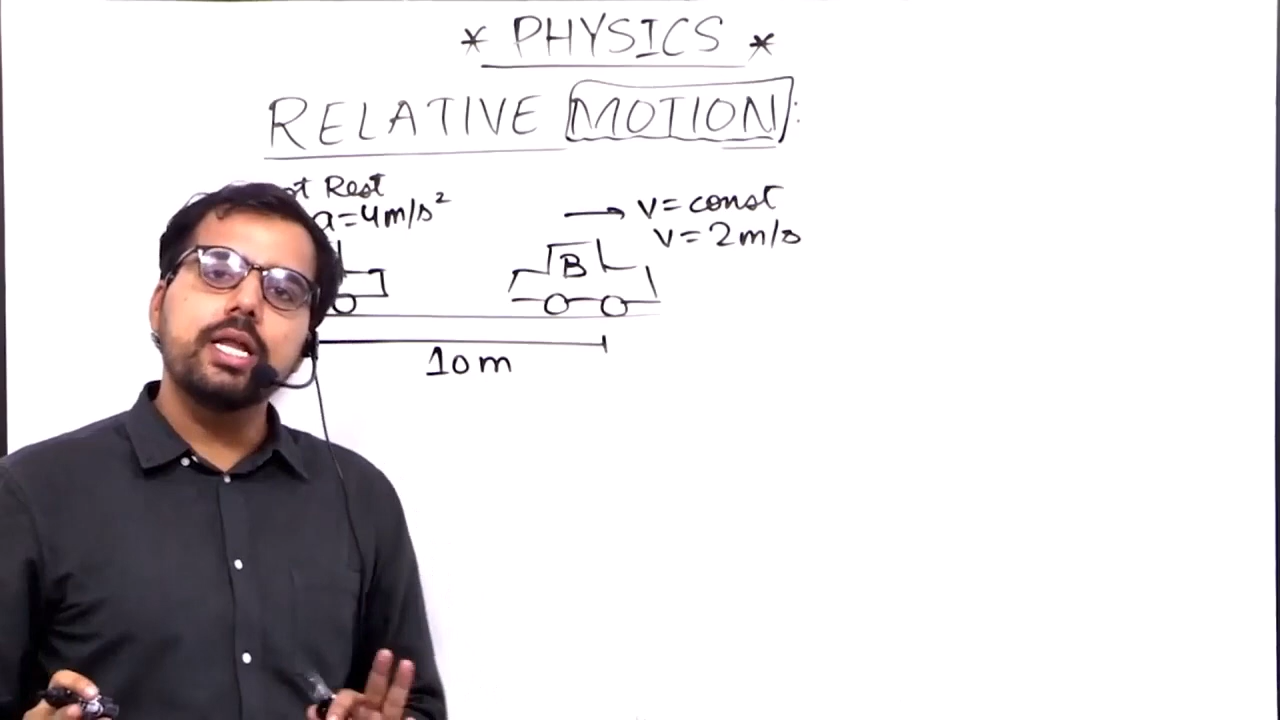 * PHYSICS *
RELATIVE MOTION:
Rest
a=4m/s²
→ v=const
v=2m/s
B
10m